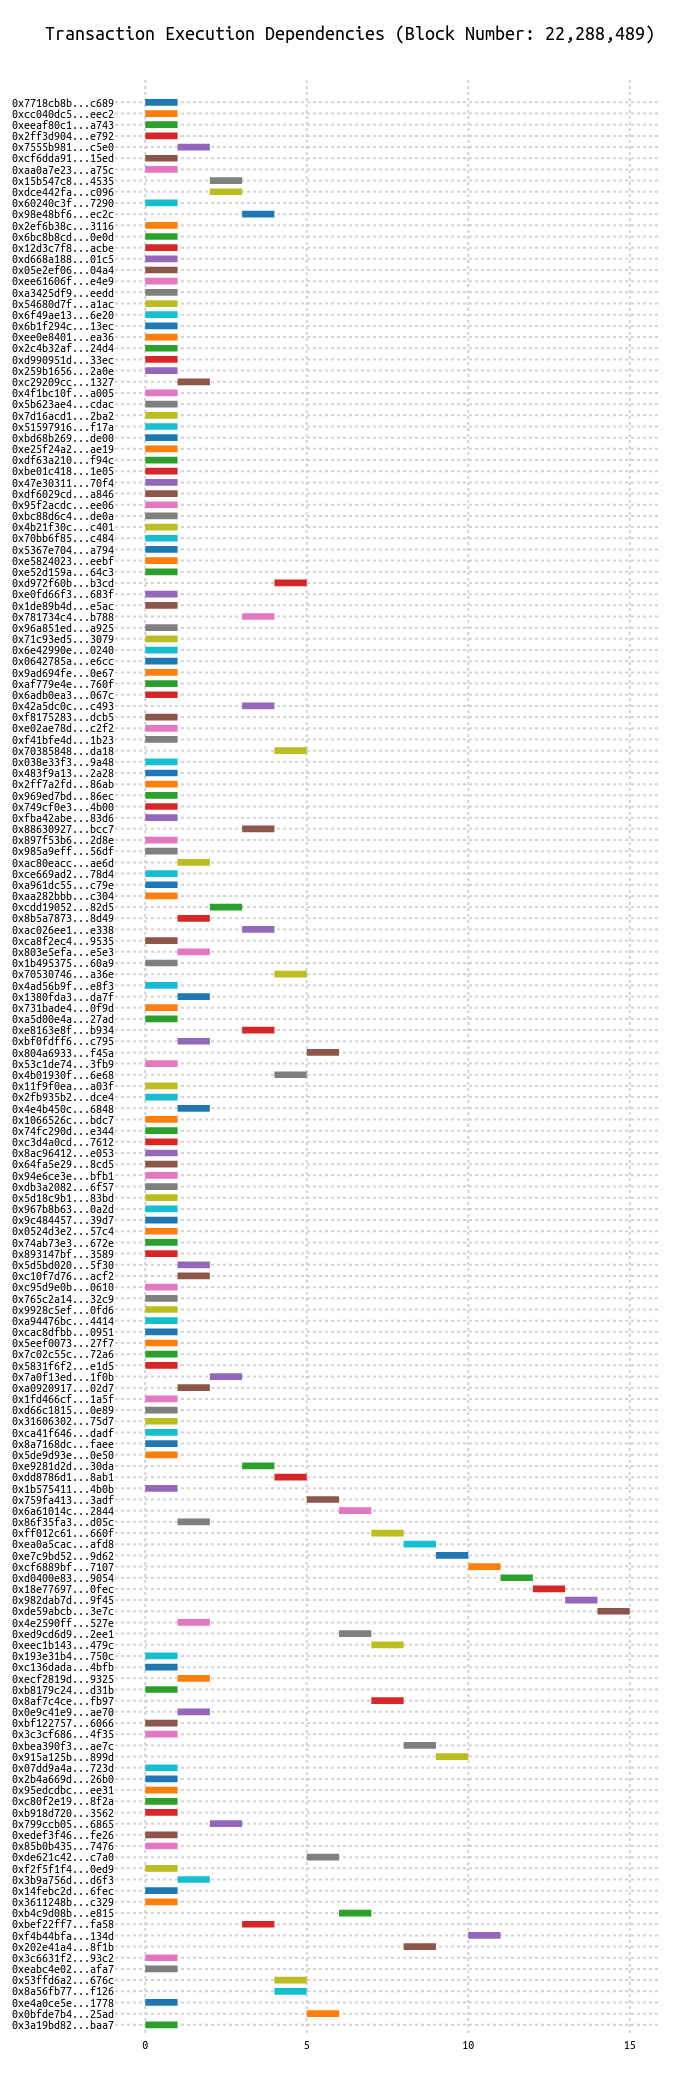 Transaction Execution Dependencies (Block Number: 22,288,489)
0x7718cb8b...c689
0xcc040dc5...eec2
0xeeaf80c1...a743
0x2ff3d904...e792
0x7555b981...c5e0
0xcf6dda91...15ed
0xaa0a7e23...a75c
0x15b547c8...4535
0xdce442fa...c096
0x60240c3f...7290
0x98e48bf6...ec2c
0x2ef6b38c...3116
0x6bc8b8cd...0e0d
0x12d3c7f8...acbe
0xd668a188...01c5
0x05e2ef06...04a4
0xee61606f...e4e9
0xa3425df9...eedd
0x54680d7f...a1ac
0x6f49ae13...6e20
0x6b1f294c...13ec
0xee0e8401...ea36
0x2c4b32af...24d4
0xd990951d...33ec
0x259b1656...2a0e
0xc29209cc...1327
0x4f1bc10f...a005
0x5b623ae4...cdac
0x7d16acd1...2ba2
0x51597916...f17a
0xbd68b269...de00
0xe25f24a2...ae19
0xdf63a210...f94c
0xbe01c418...1e05
0x47e30311...70f4
0xdf6029cd...a846
0x95f2acdc...ee06
0xbc88d6c4...de0a
0x4b21f30c...c401
0x70bb6f85...c484
0x5367e704...a794
0xe5824023...eebf
0xe52d159a...64c3
0xd972f60b...b3cd
0xe0fd66f3...683f
0x1de89b4d...e5ac
0x781734c4...b788
0x96a851ed...a925
0x71c93ed5...3079
0x6e42990e...0240
0x0642785a...e6cc
0x9ad694fe...0e67
0xaf779e4e...760f
0x6adb0ea3...067c
0x42a5dc0c...c493
0xf8175283...dcb5
0xe02ae78d...c2f2
0xf41bfe4d...1b23
0x70385848...da18
0x038e33f3...9a48
0x483f9a13...2a28
0x2ff7a2fd...86ab
0x969ed7bd...86ec
0x749cf0e3...4b00
0xfba42abe...83d6
0x88630927...bcc7
0x897f53b6...2d8e
0x985a9eff...56df
0xac80eacc...ae6d
0xce669ad2...78d4
0xa961dc55...c79e
0xaa282bbb...c304
0xcdd19052...82d5
0x8b5a7873...8d49
0xac026ee1...e338
0xca8f2ec4...9535
0x803e5efa...e5e3
0x1b495375...60a9
0x70530746...a36e
0x4ad56b9f...e8f3
0x1380fda3...da7f
0x731bade4...0f9d
0xa5d00e4a...27ad
0xe8163e8f...b934
0xbf0fdff6...c795
0x804a6933...f45a
0x53c1de74...3fb9
0x4b01930f...6e68
0x11f9f0ea...a03f
0x2fb935b2...dce4
0x4e4b450c...6848
0x1066526c...bdc7
0x74fc290d...e344
0xc3d4a0cd...7612
0x8ac96412...e053
0x64fa5e29...8cd5
0x94e6ce3e...bfb1
0xdb3a2082...6f57
0x5d18c9b1...83bd
0x967b8b63...0a2d
0x9c484457...39d7
0x0524d3e2...57c4
0x74ab73e3...672e
0x893147bf...3589
0x5d5bd020...5f30
0xc10f7d76...acf2
0xc95d9e0b...0610
0x765c2a14...32c9
0x9928c5ef...0fd6
0xa94476bc...4414
0xcac8dfbb...0951
0x5eef0073...27f7
0x7c02c55c...72a6
0x5831f6f2...e1d5
0x7a0f13ed...1f0b
0xa0920917...02d7
0x1fd466cf...1a5f
0xd66c1815...0e89
0x31606302...75d7
0xca41f646...dadf
0x8a7168dc...faee
0x5de9d93e...0e50
0xe9281d2d...30da
0xdd8786d1...8ab1
0x1b575411...4b0b
0x759fa413...3adf
0x6a61014c...2844
0x86f35fa3...d05c
0xff012c61...660f
0xea0a5cac...afd8
0xe7c9bd52...9d62
0xcf6889bf...7107
0xd0400e83...9054
0x18e77697...0fec
0x982dab7d...9f45
0xde59abcb...3e7c
0x4e2590ff...527e
0xed9cd6d9...2ee1
0xeec1b143...479c
0x193e31b4...750c
0xc136dada...4bfb
0xecf2819d...9325
0xb8179c24...d31b
0x8af7c4ce...fb97
0x0e9c41e9...ae70
0xbf122757...6066
0x3c3cf686...4f35
0xbea390f3...ae7c
0x915a125b...899d
0x07dd9a4a...723d
0x2b4a669d...26b0
0x95edcdbc...ee31
0xc80f2e19...8f2a
0xb918d720...3562
0x799ccb05...6865
0xedef3f46...fe26
0x85b0b435...7476
0xde621c42...c7a0
0xf2f5f1f4...0ed9
0x3b9a756d...d6f3
0x14febc2d...6fec
0x3611248b...c329
0xb4c9d08b...e815
0xbef22ff7...fa58
0xf4b44bfa...134d
0x202e41a4...8f1b
0x3c6631f2...93c2
0xeabc4e02...afa7
0x53ffd6a2...676c
0x8a56fb77...f126
0xe4a0ce5e...1778
0x0bfde7b4...25ad
0x3a19bd82...baa7
0 5 10 15